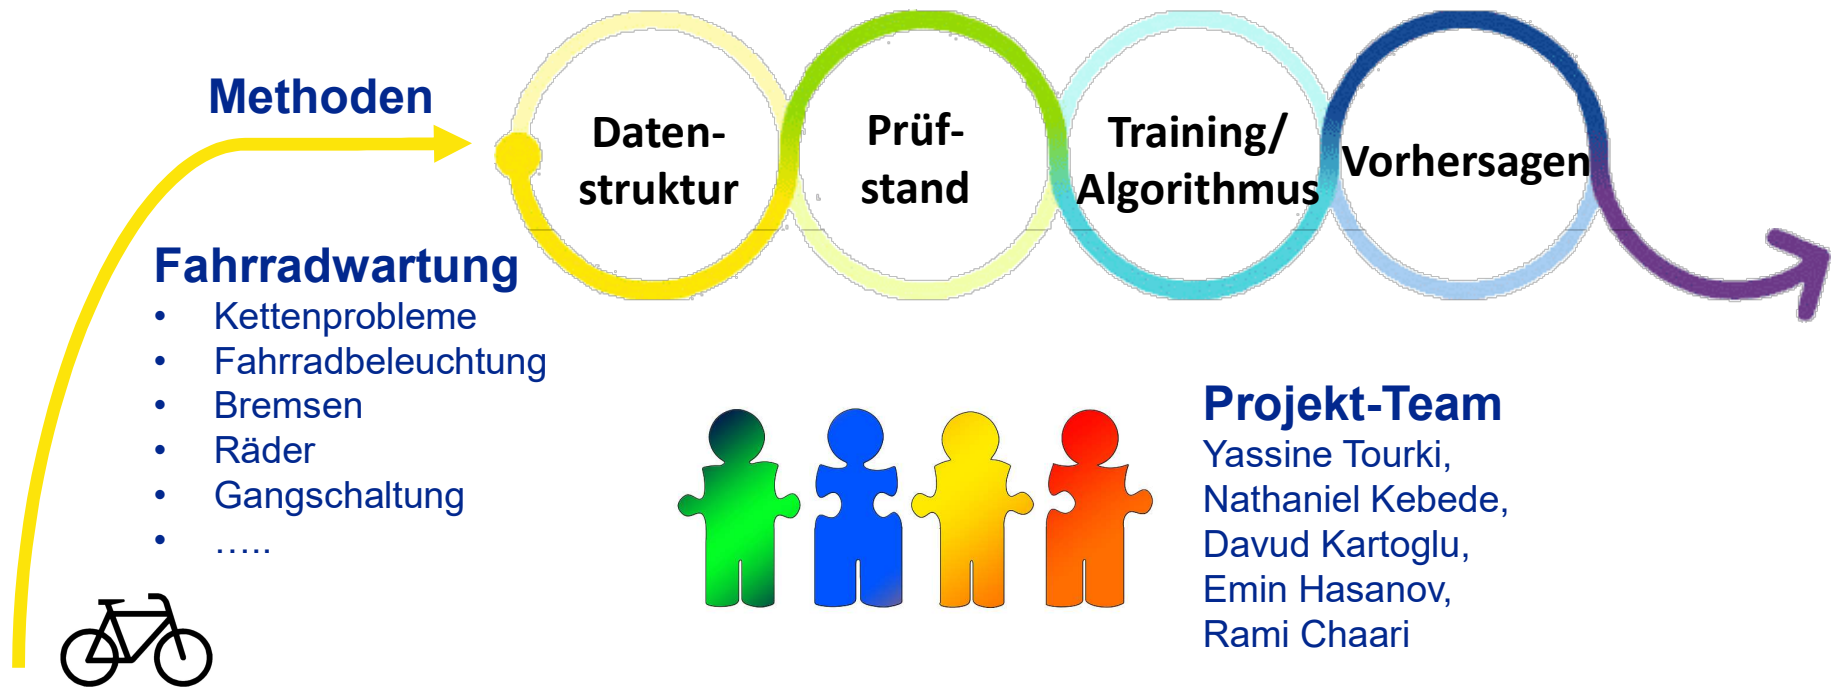 Methoden
Daten-
struktur
Prüf-
stand
Training/
Algorithmus
Vorhersagen
Fahrradwartung
• Kettenprobleme
• Fahrradbeleuchtung
• Bremsen
• Räder
• Gangschaltung
• …..
Projekt-Team
Yassine Tourki,
Nathaniel Kebede,
Davud Kartoglu,
Emin Hasanov,
Rami Chaari